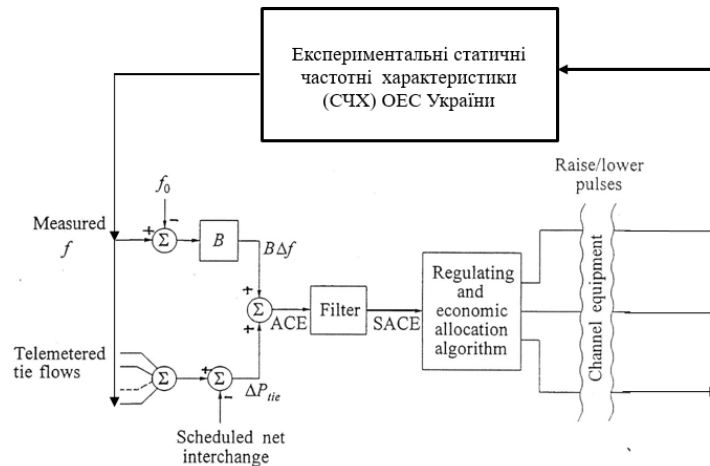 Експериментальні статичні
частотні характеристики
(СЧХ) ОЕС України
Raise/lower
pulses
f₀
Measured
f
+
−
Σ
B
BΔf
Telemetered
tie flows
Σ
+
Σ
−
ΔP_tie
Scheduled net
interchange
+
Σ
+
ACE
Filter
SACE
Regulating
and
economic
allocation
algorithm
Channel equipment